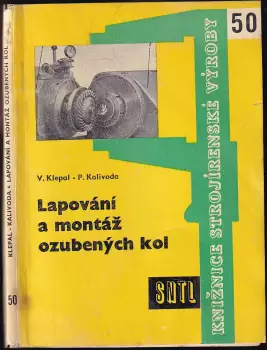 KLEPAL - KALIVODA • LAPOVÁNÍ A MONTÁŽ OZUBENÝCH KOL
50
50
KNIŽNICE STROJÍRENSKÉ VÝROBY
V. Klepal - P. Kalivoda
Lapování
a montáž
ozubených kol
SNTL